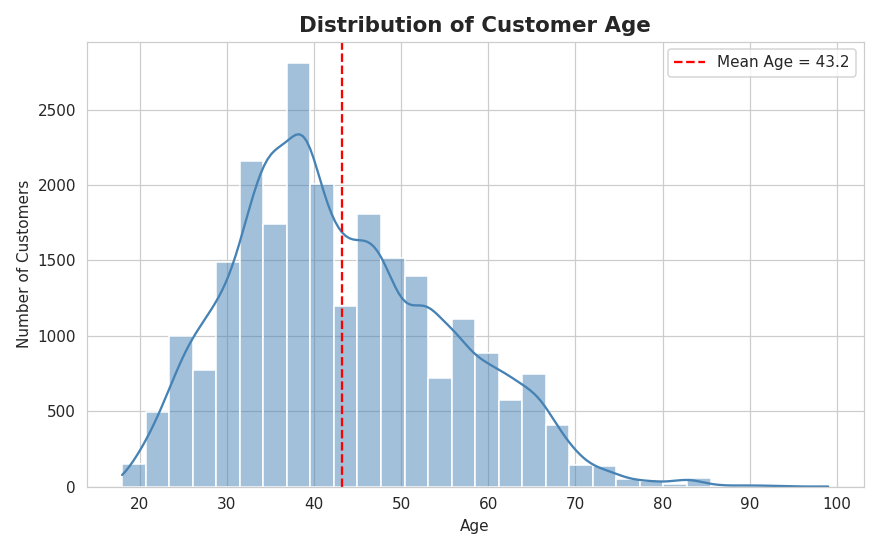 Distribution of Customer Age
Mean Age = 43.2
Number of Customers
2500
2000
1500
1000
500
0
20 30 40 50 60 70 80 90 100
Age